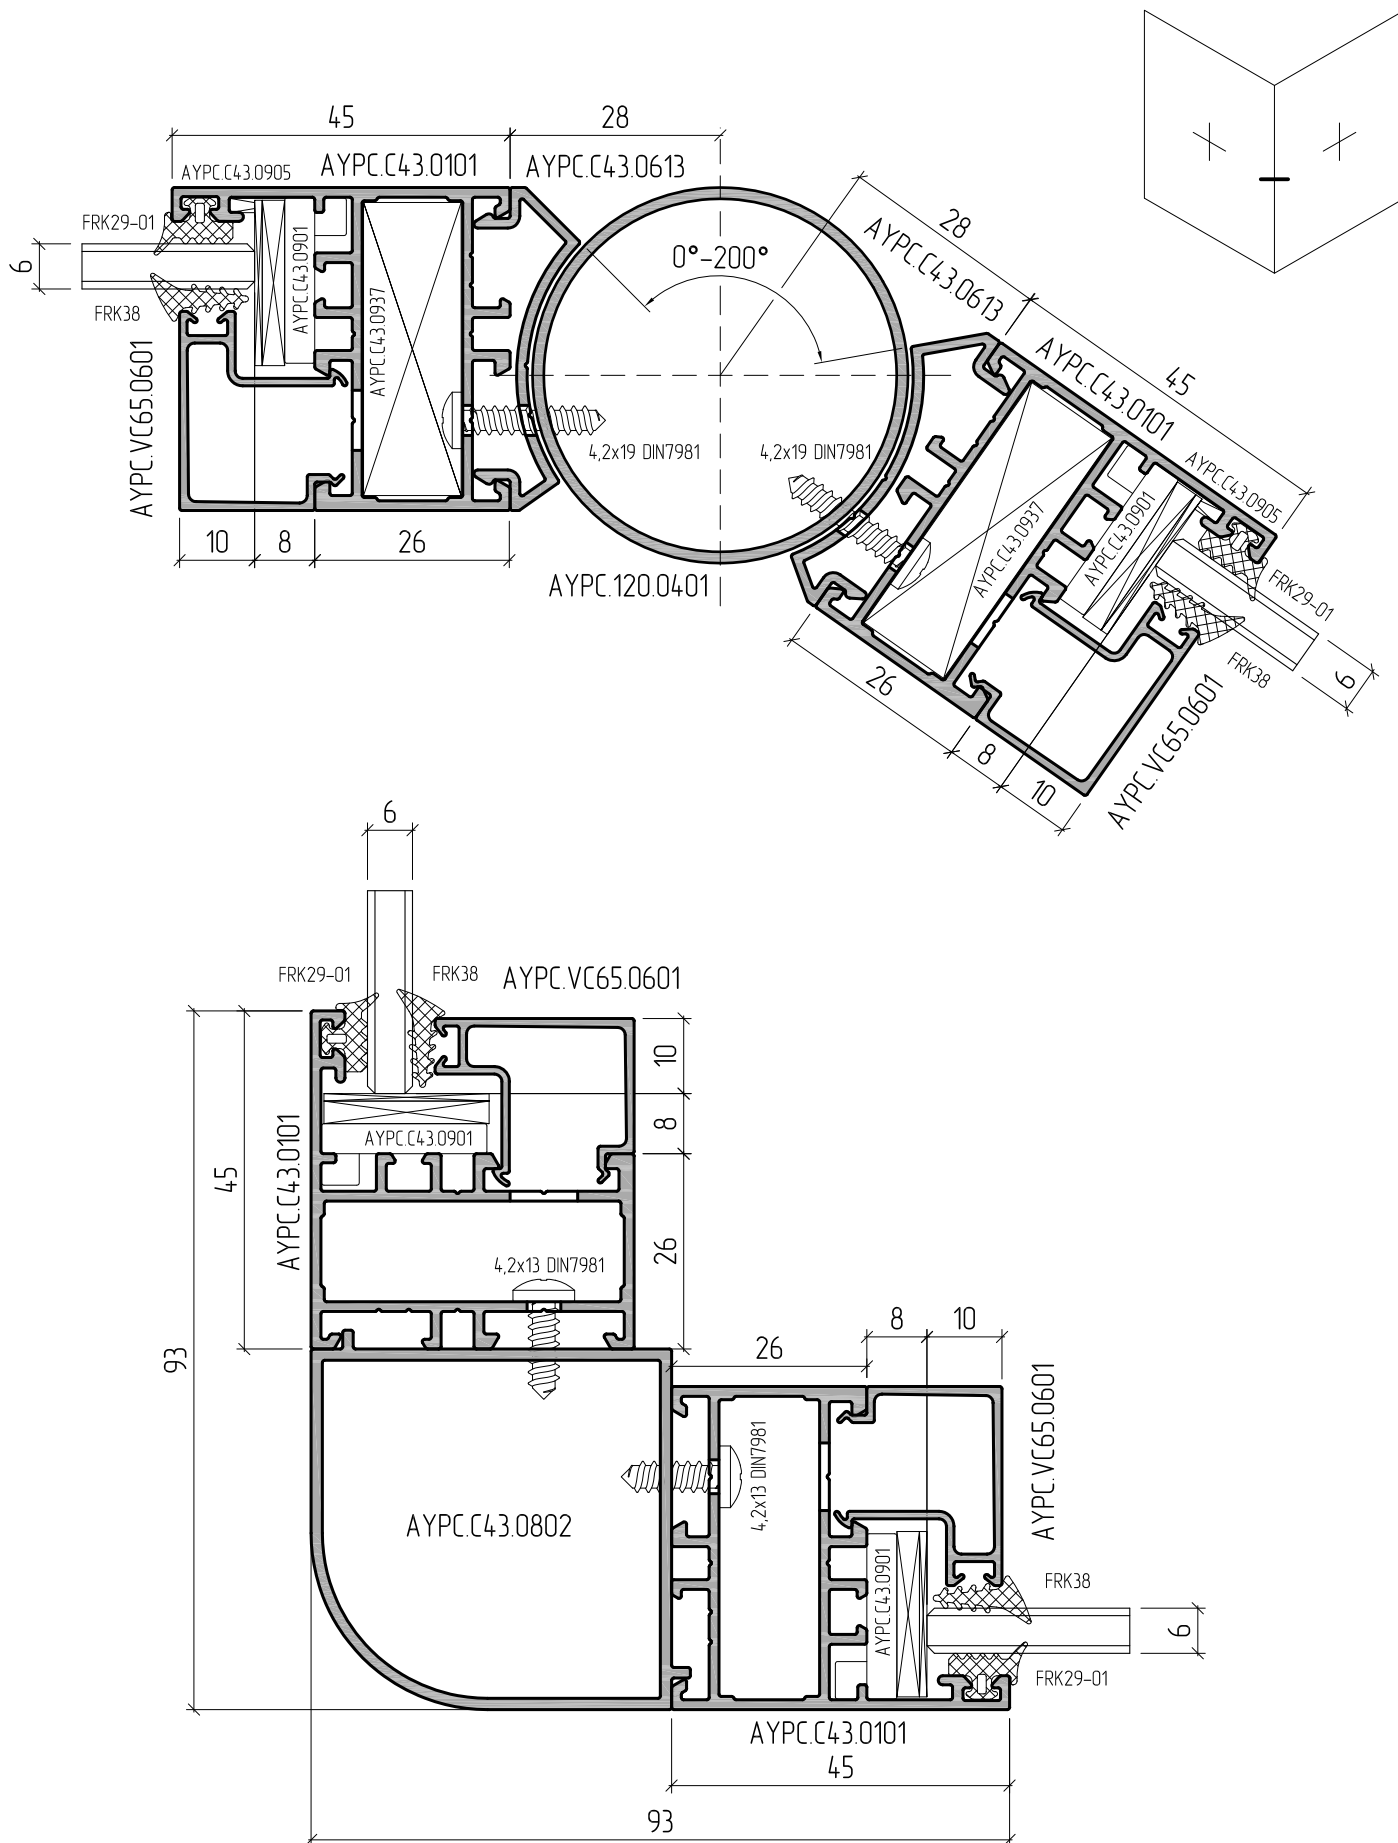 45
28
AYPC.C43.0905
AYPC.C43.0101
AYPC.C43.0613
FRK29-01
6
FRK38
AYPC.VC65.0601
AYPC.C43.0901
AYPC.C43.0937
0°-200°
4,2x19 DIN7981
4,2x19 DIN7981
10
8
26
AYPC.120.0401
28
AYPC.C43.0613
AYPC.C43.0101
45
AYPC.C43.0905
AYPC.C43.0901
AYPC.C43.0937
FRK29-01
FRK38
6
AYPC.VC65.0601
26
8
10
6
FRK29-01
FRK38
AYPC.VC65.0601
10
8
26
AYPC.C43.0901
AYPC.C43.0101
45
93
4,2x13 DIN7981
26
8
10
AYPC.VC65.0601
4,2x13 DIN7981
AYPC.C43.0802
AYPC.C43.0901
FRK38
6
FRK29-01
AYPC.C43.0101
45
93